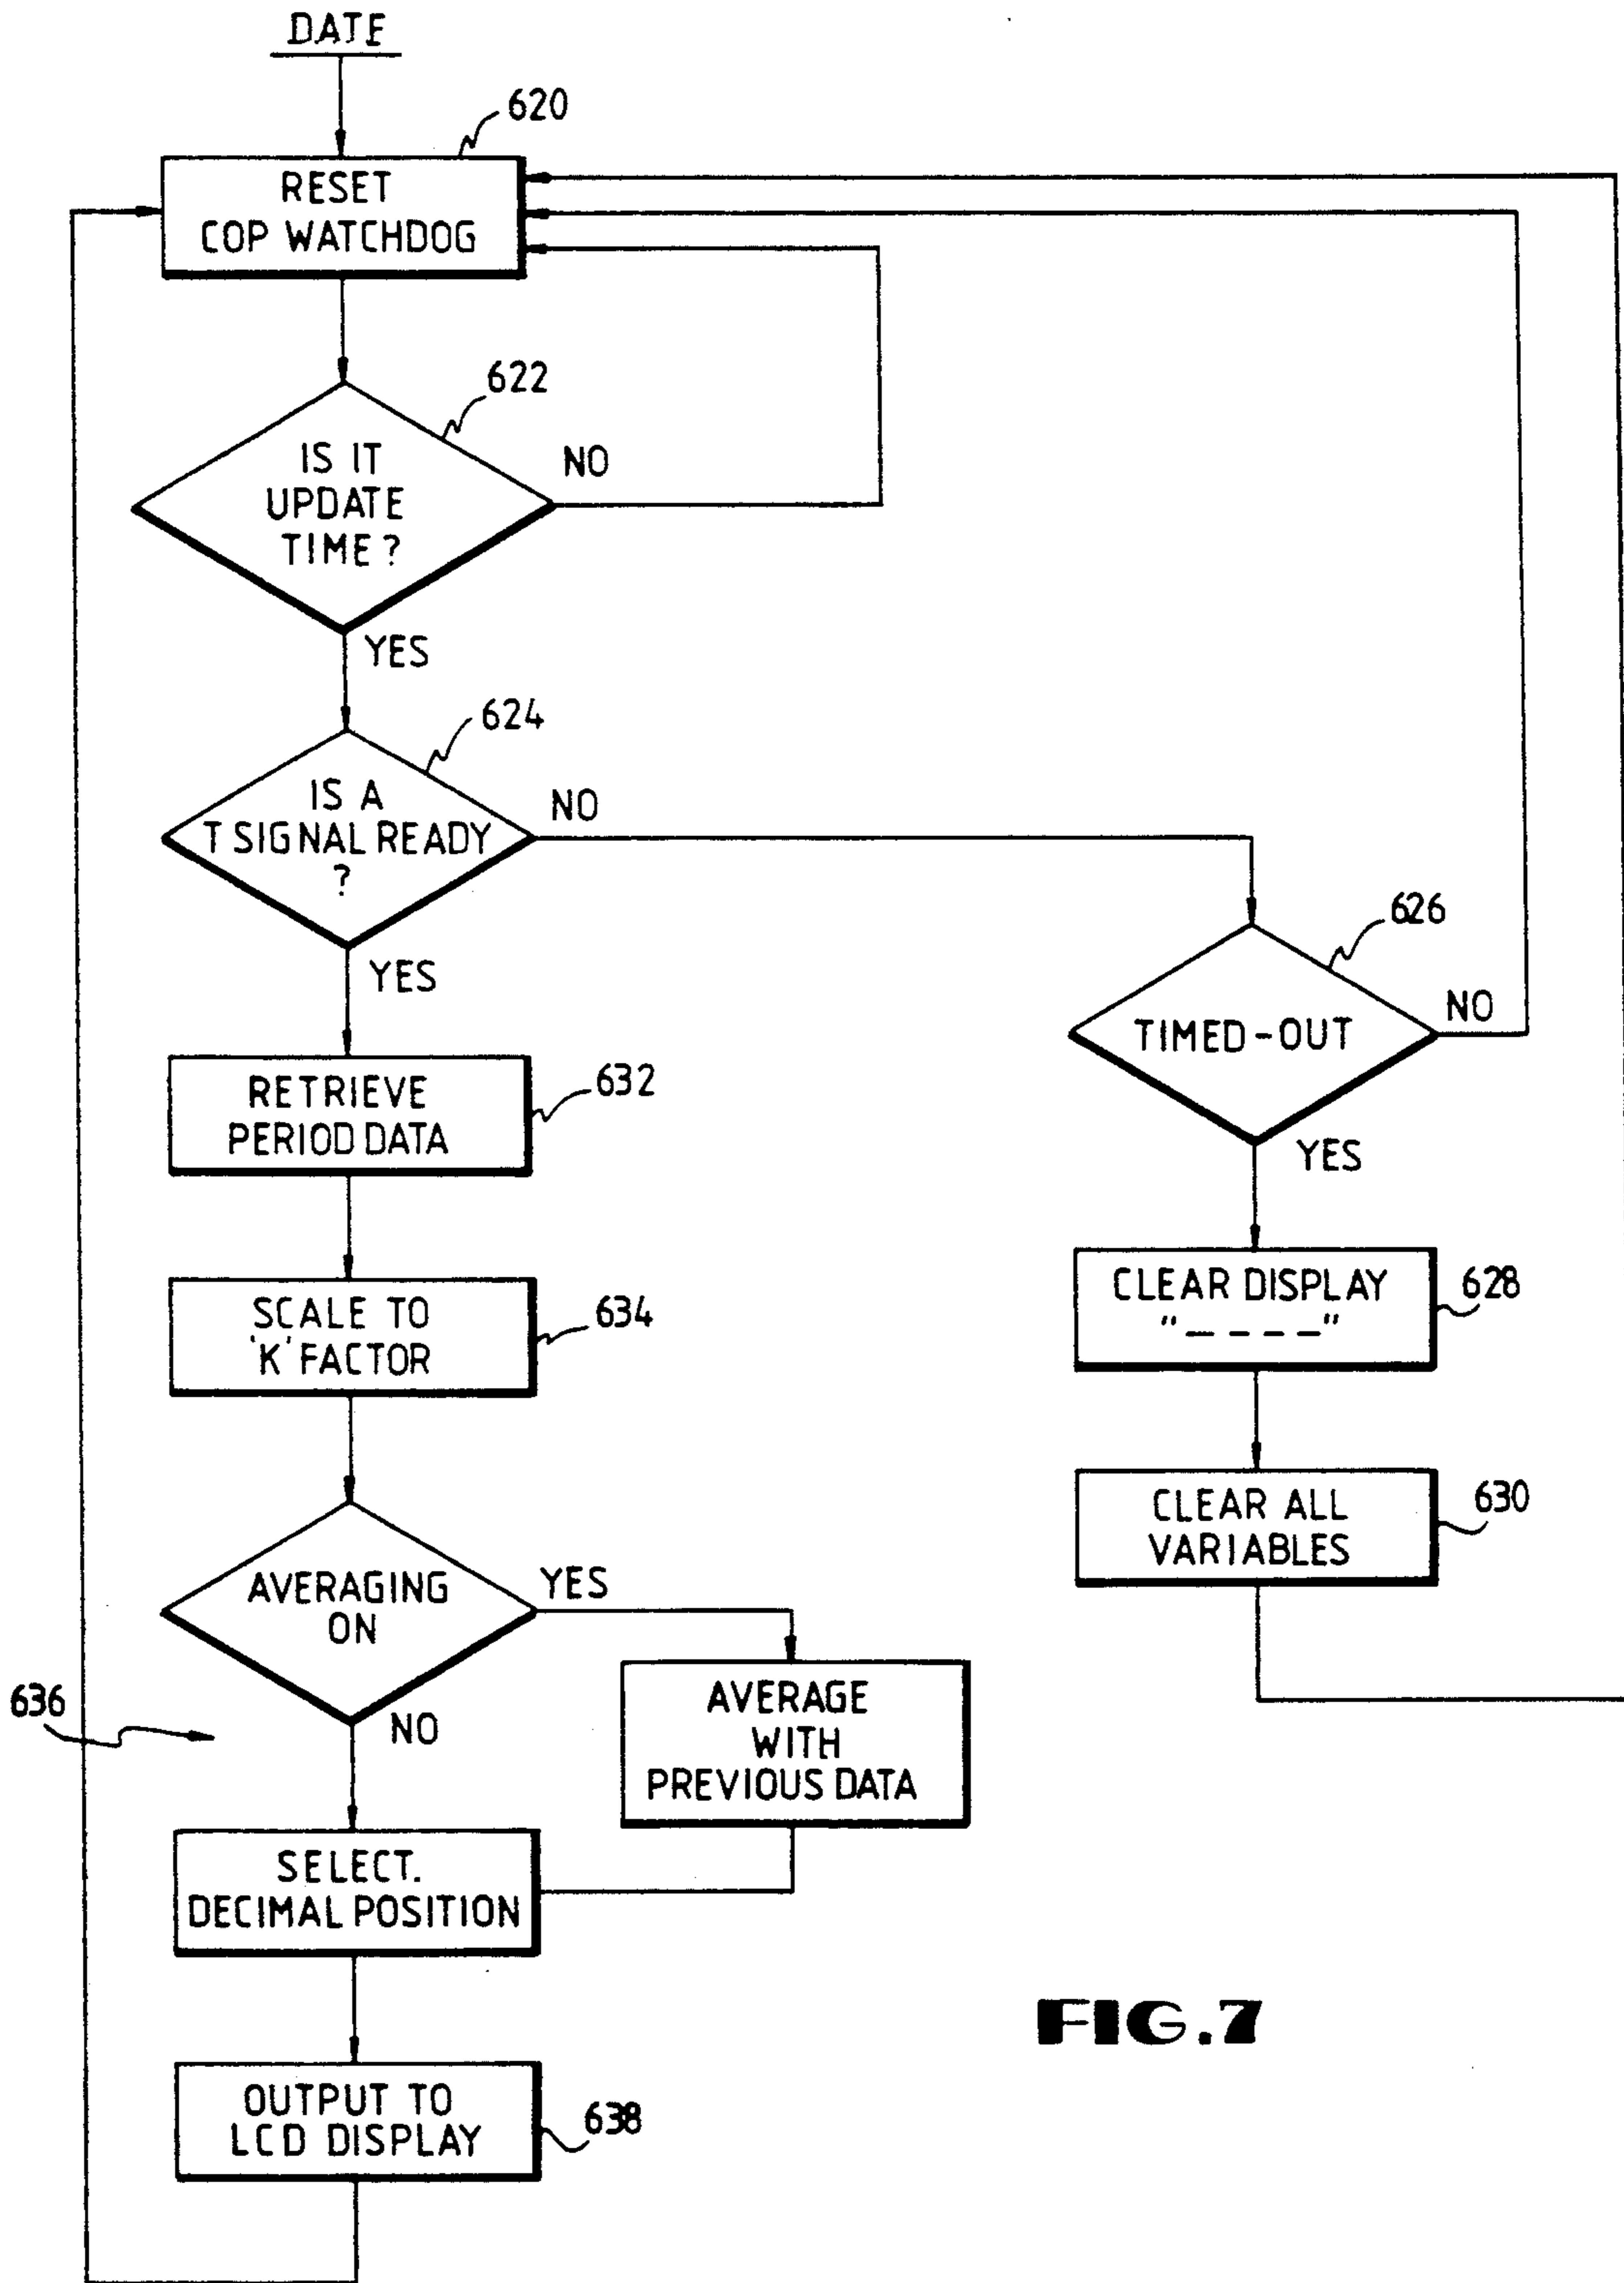 DATE
620
RESET
COP WATCHDOG
622
IS IT
UPDATE
TIME?
NO
YES
624
IS A
T SIGNAL READY
?
NO
YES
626
TIMED-OUT
NO
YES
632
RETRIEVE
PERIOD DATA
628
CLEAR DISPLAY
"– – – –"
634
SCALE TO
'K' FACTOR
630
CLEAR ALL
VARIABLES
AVERAGING
ON
YES
NO
636
AVERAGE
WITH
PREVIOUS DATA
SELECT.
DECIMAL POSITION
OUTPUT TO
LCD DISPLAY
638
FIG.7